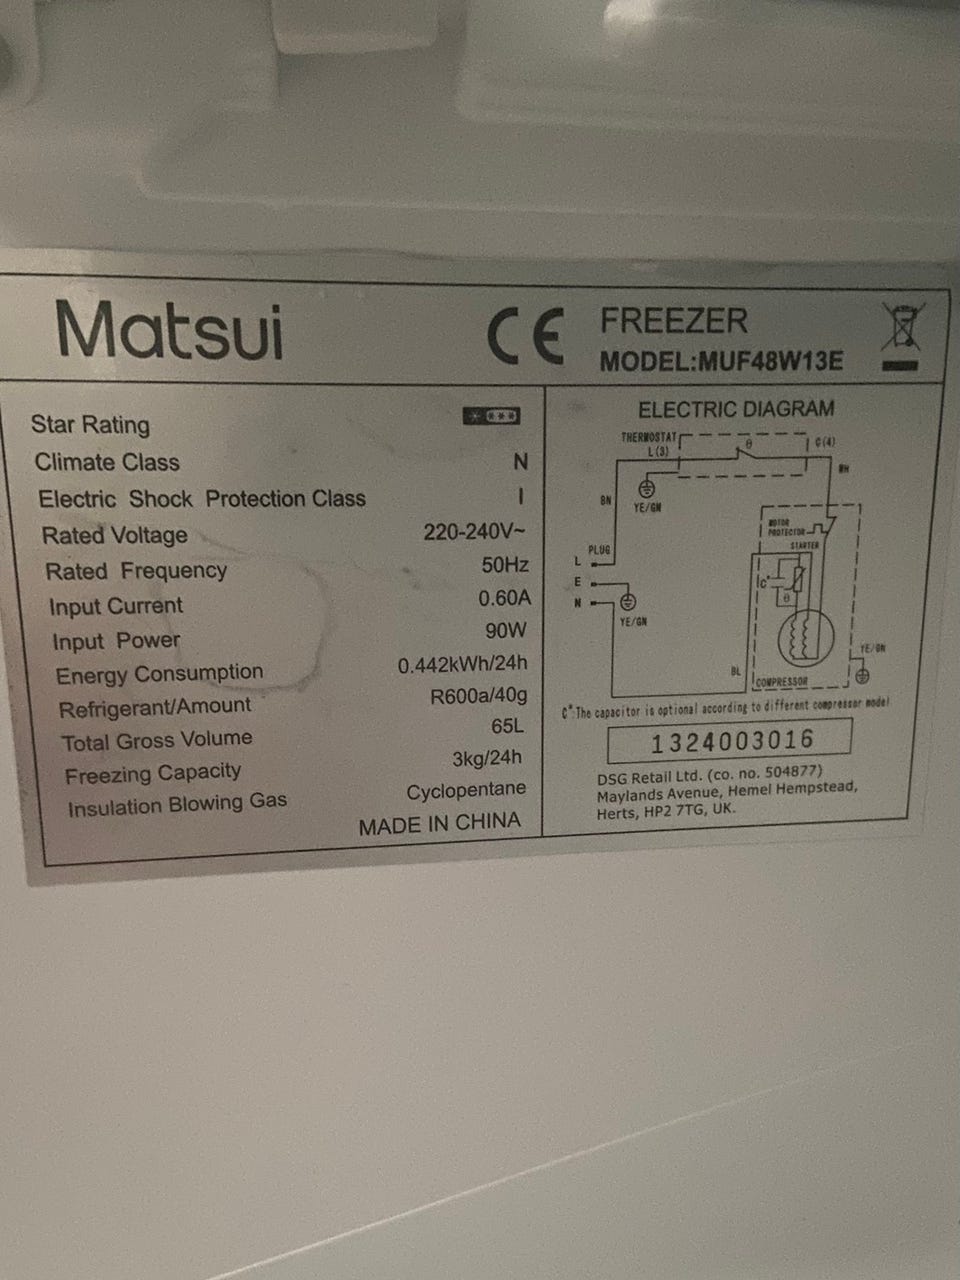 Matsui
CE
FREEZER
MODEL:MUF48W13E
Star Rating
Climate Class N
Electric Shock Protection Class I
Rated Voltage 220-240V~
Rated Frequency 50Hz
Input Current 0.60A
Input Power 90W
Energy Consumption 0.442kWh/24h
Refrigerant/Amount R600a/40g
Total Gross Volume 65L
Freezing Capacity 3kg/24h
Insulation Blowing Gas Cyclopentane
MADE IN CHINA
ELECTRIC DIAGRAM
THERMOSTAT
L(3)
θ
C(4)
WH
BN
YE/GN
MOTOR
PROTECTOR
STARTER
PLUG
L
E
N
C*
θ
YE/GN
YE/GN
BL
COMPRESSOR
C*:The capacitor is optional according to different compressor model
1324003016
DSG Retail Ltd. (co. no. 504877)
Maylands Avenue, Hemel Hempstead,
Herts, HP2 7TG, UK.